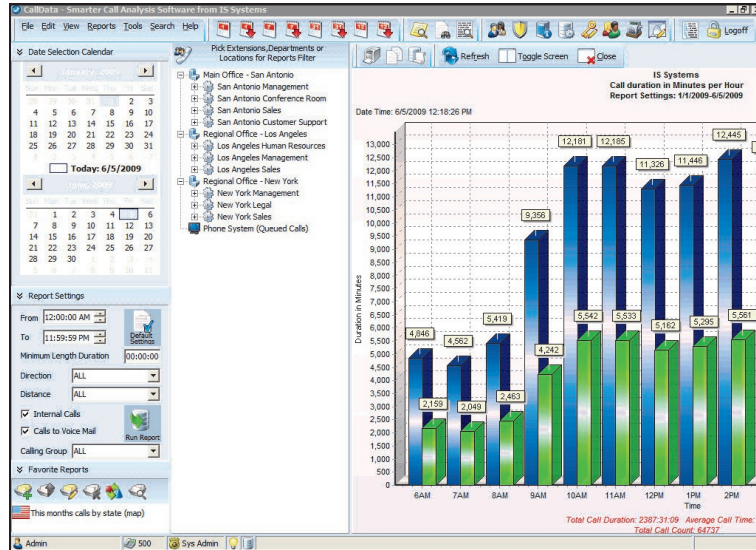 CallData - Smarter Call Analysis Software from IS Systems
File Edit View Reports Tools Search Help
Logoff
Date Selection Calendar
January, 2009
1 2 3
4 5 6 7 8 9 10
11 12 13 14 15 16 17
18 19 20 21 22 23 24
25 26 27 28 29 30 31
Today: 6/5/2009
June, 2009
1 2 3 4 5 6
7 8 9 10 11 12 13
14 15 16 17 18 19 20
21 22 23 24 25 26 27
28 29 30
Report Settings
From 12:00:00 AM
To 11:59:59 PM
Default Settings
Minimum Length Duration 00:00:00
Direction ALL
Distance ALL
Internal Calls
Calls to Voice Mail
Run Report
Calling Group ALL
Favorite Reports
This months calls by state (map)
Pick Extensions,Departments or
Locations for Reports Filter
Main Office - San Antonio
San Antonio Management
San Antonio Conference Room
San Antonio Sales
San Antonio Customer Support
Regional Office - Los Angeles
Los Angeles Human Resources
Los Angeles Management
Los Angeles Sales
Regional Office - New York
New York Management
New York Legal
New York Sales
Phone System (Queued Calls)
Refresh Toggle Screen Close
IS Systems
Call duration in Minutes per Hour
Report Settings: 1/1/2009-6/5/2009
Date Time: 6/5/2009 12:18:26 PM
Duration in Minutes
13,000
12,500
12,000
11,500
11,000
10,500
10,000
9,500
9,000
8,500
8,000
7,500
7,000
6,500
6,000
5,500
5,000
4,500
4,000
3,500
3,000
2,500
2,000
1,500
1,000
500
0
4,846 4,562 5,419 9,356 12,181 12,185 11,326 11,446 12,445
2,159 2,049 2,463 4,242 5,542 5,533 5,162 5,295 5,561
6AM 7AM 8AM 9AM 10AM 11AM 12PM 1PM 2PM
Time
Total Call Duration: 2387:31:09 Average Call Time:
Total Call Count: 64737
Admin 500 Sys Admin